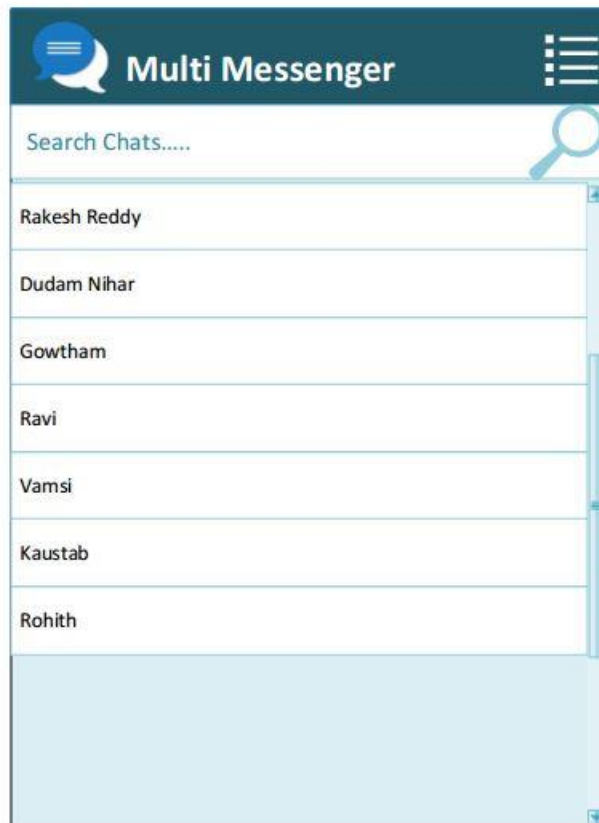 Multi Messenger
Search Chats.....
Rakesh Reddy
Dudam Nihar
Gowtham
Ravi
Vamsi
Kaustab
Rohith